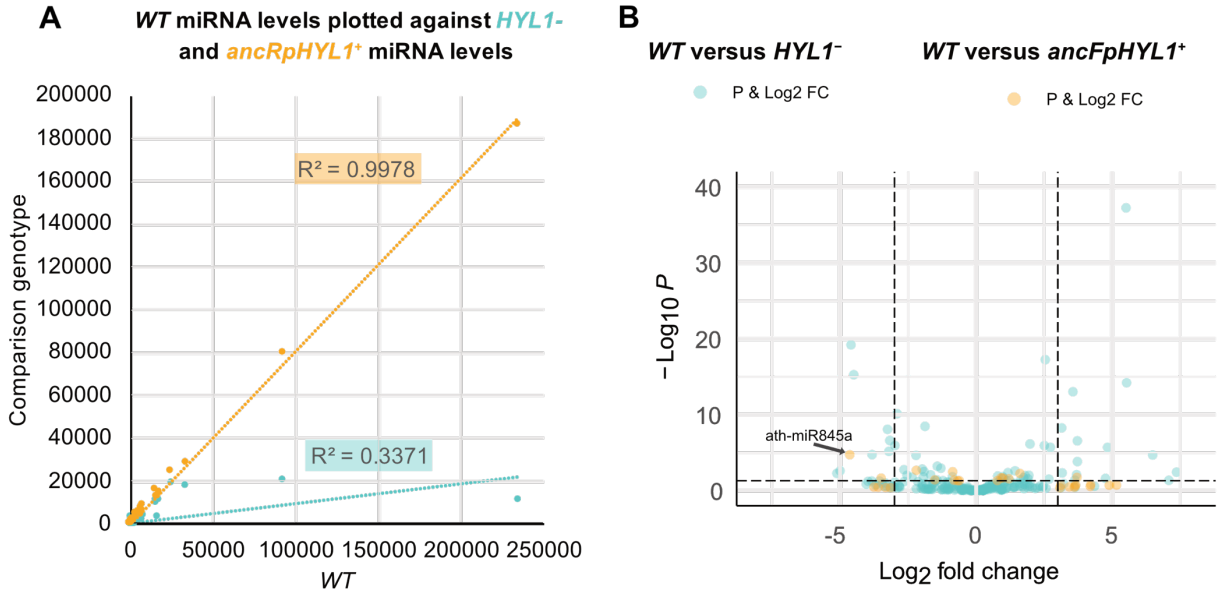 A
WT miRNA levels plotted against HYL1-
and ancRpHYL1⁺ miRNA levels
200000
180000
160000
140000
120000
100000
80000
60000
40000
20000
0
Comparison genotype
R² = 0.9978
R² = 0.3371
0 50000 100000 150000 200000 250000
WT
B
WT versus HYL1⁻ WT versus ancFpHYL1⁺
P & Log2 FC P & Log2 FC
40
30
20
10
0
−Log10 P
ath-miR845a
-5 0 5
Log2 fold change